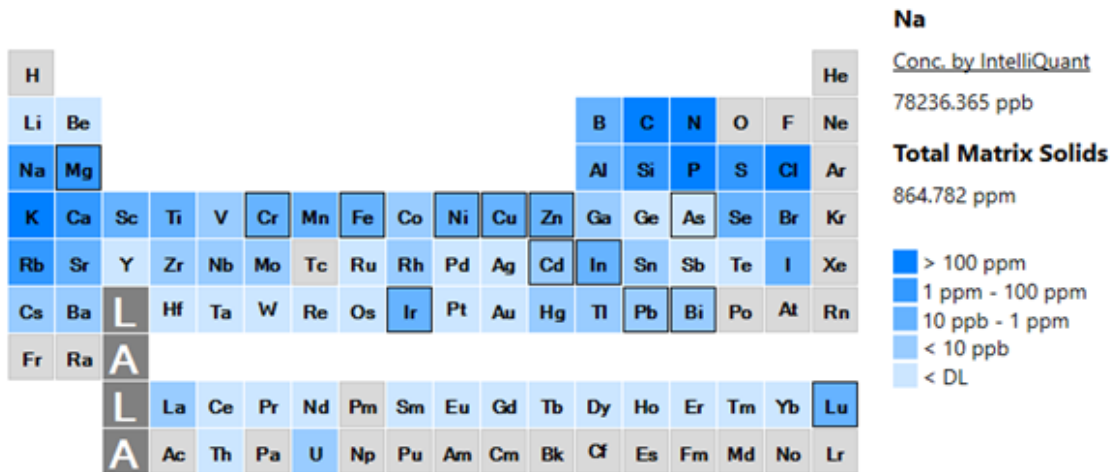 Na
Conc. by IntelliQuant
78236.365 ppb
Total Matrix Solids
864.782 ppm
H He
Li Be B C N O F Ne
Na Mg Al Si P S Cl Ar
K Ca Sc Ti V Cr Mn Fe Co Ni Cu Zn Ga Ge As Se Br Kr
Rb Sr Y Zr Nb Mo Tc Ru Rh Pd Ag Cd In Sn Sb Te I Xe
Cs Ba L Hf Ta W Re Os Ir Pt Au Hg Tl Pb Bi Po At Rn
Fr Ra A
L La Ce Pr Nd Pm Sm Eu Gd Tb Dy Ho Er Tm Yb Lu
A Ac Th Pa U Np Pu Am Cm Bk Cf Es Fm Md No Lr
> 100 ppm
1 ppm - 100 ppm
10 ppb - 1 ppm
< 10 ppb
< DL